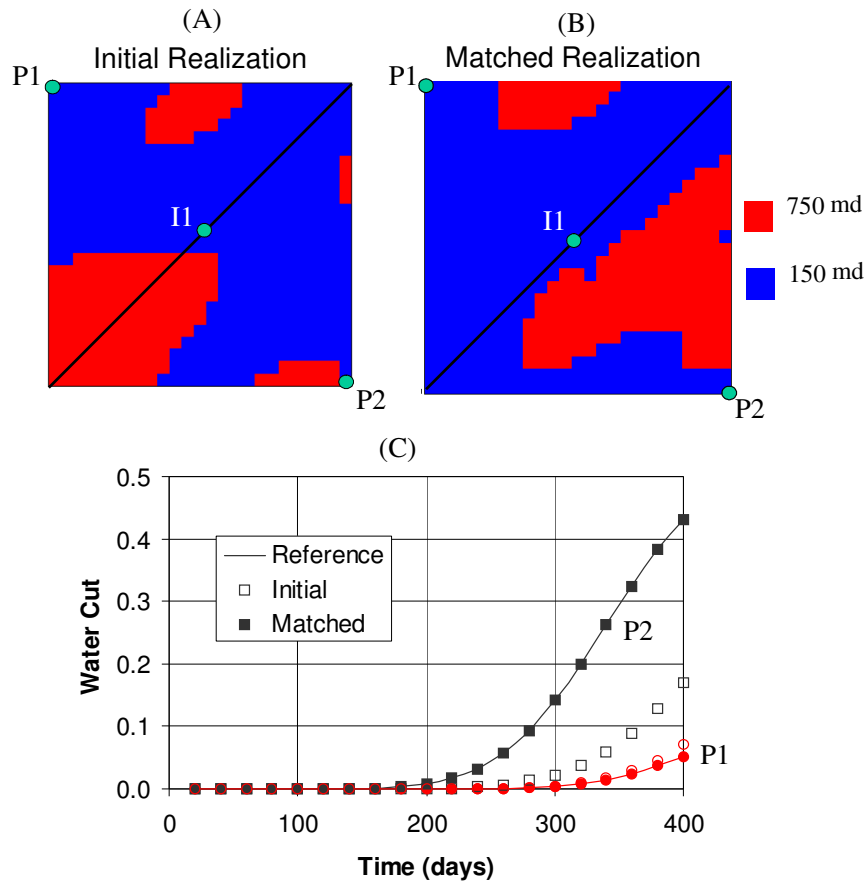 (A)
Initial Realization
P1
I1
P2
(B)
Matched Realization
P1
I1
P2
750 md
150 md
(C)
Water Cut
0.5
0.4
0.3
0.2
0.1
0.0
Reference
Initial
Matched
P2
P1
0
100
200
300
400
Time (days)